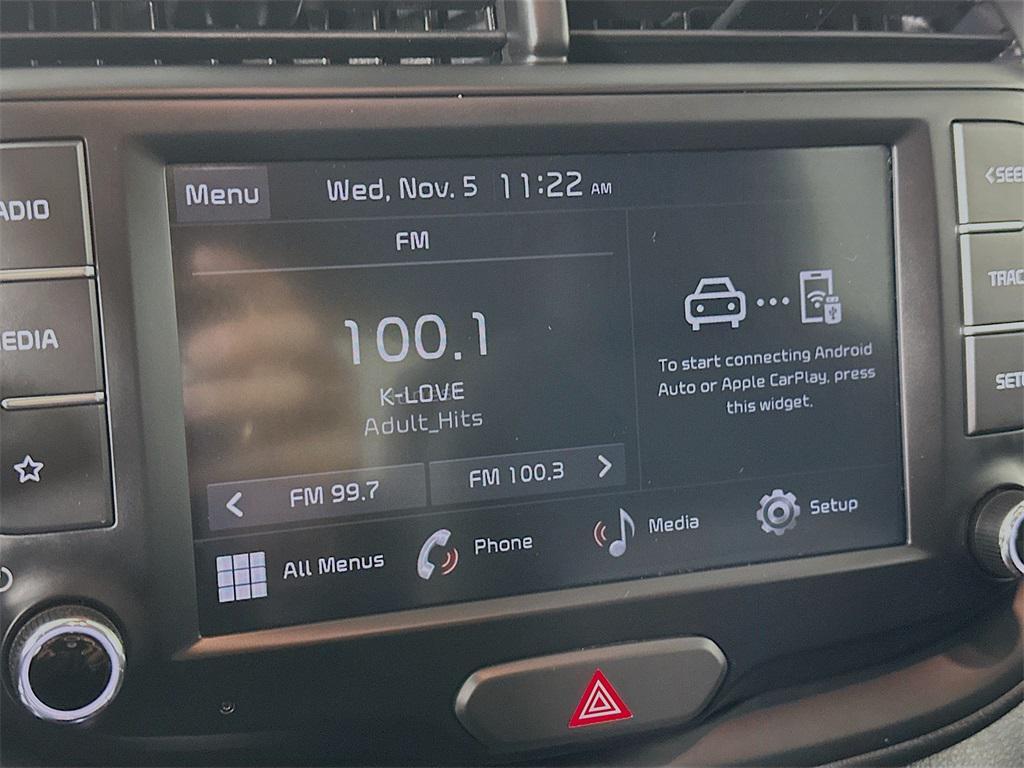 Menu
Wed, Nov. 5 11:22 AM
FM
100.1
K-LOVE
Adult_Hits
FM 99.7
FM 100.3
To start connecting Android
Auto or Apple CarPlay, press
this widget.
All Menus
Phone
Media
Setup
ADIO
EDIA
<SEE
TRAC
SET